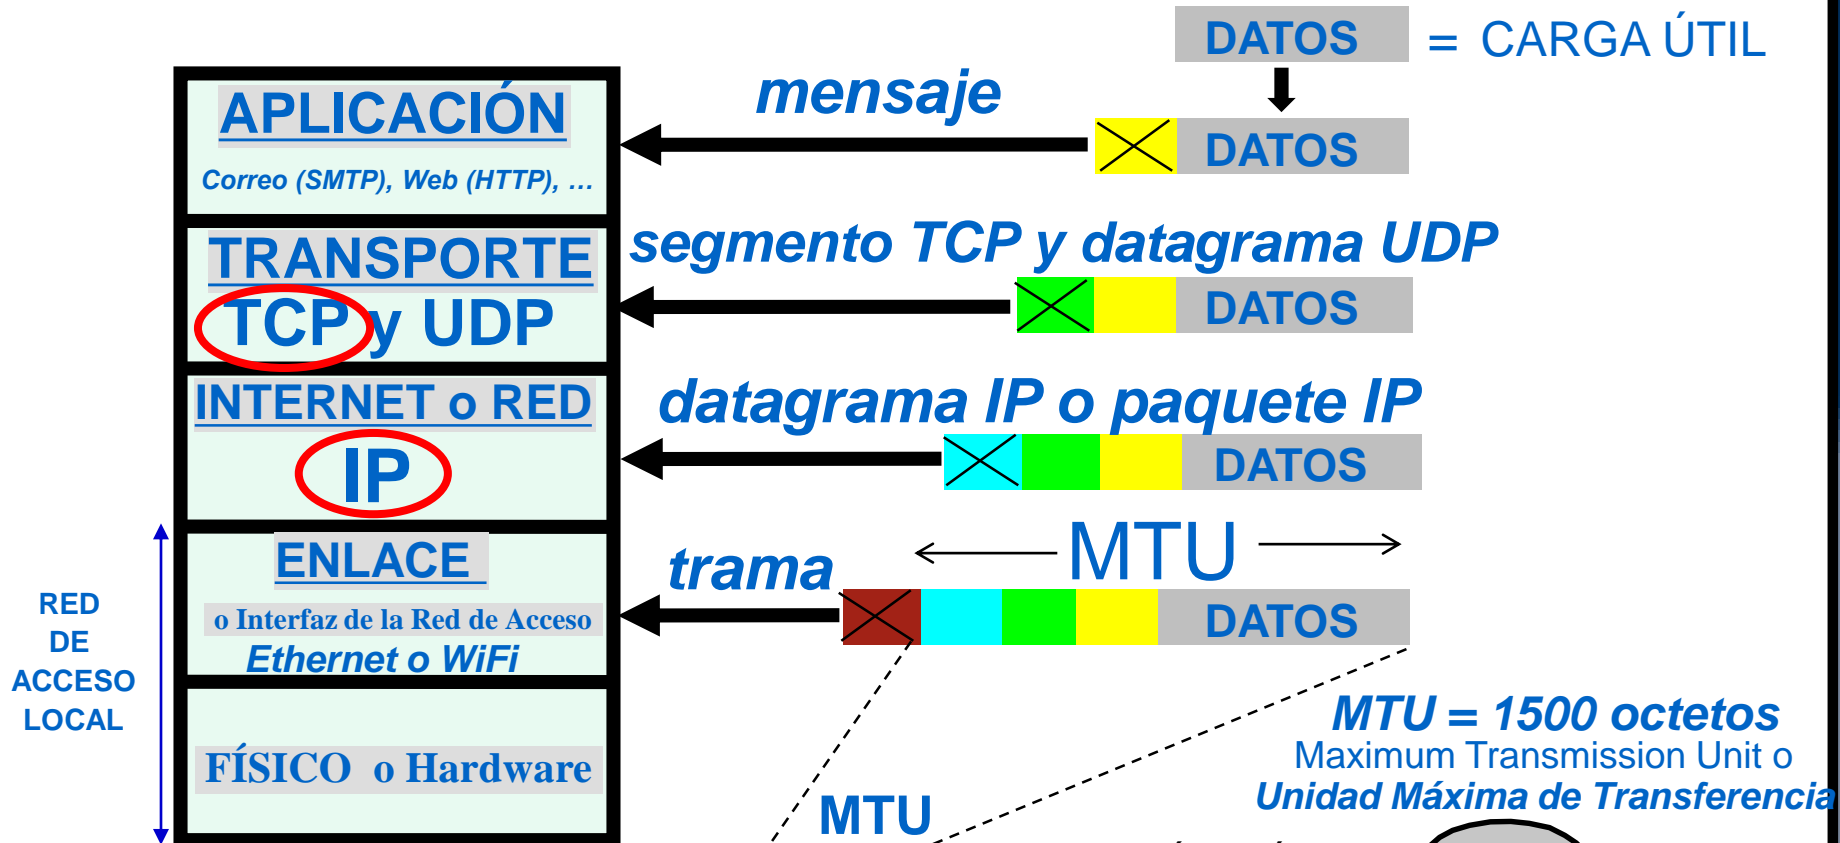 DATOS = CARGA ÚTIL
mensaje
APLICACIÓN
DATOS
Correo (SMTP), Web (HTTP), …
segmento TCP y datagrama UDP
TRANSPORTE
TCP y UDP
DATOS
INTERNET o RED
datagrama IP o paquete IP
IP
DATOS
MTU
ENLACE
trama
o Interfaz de la Red de Acceso
DATOS
Ethernet o WiFi
RED
DE
ACCESO
LOCAL
MTU = 1500 octetos
Maximum Transmission Unit o
Unidad Máxima de Transferencia
FÍSICO o Hardware
MTU